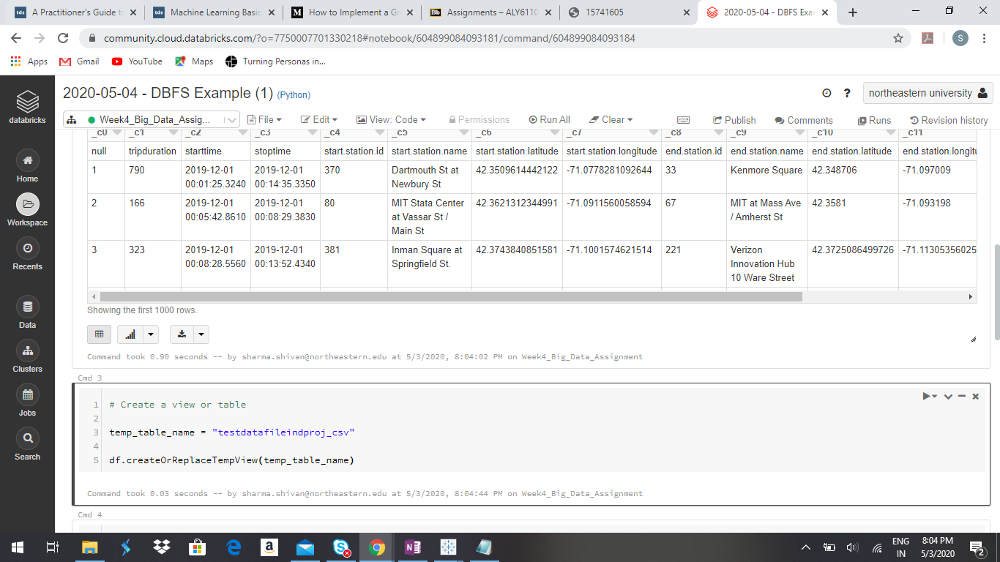 A Practitioner's Guide to
Machine Learning Basic
How to Implement a Gr
Assignments – ALY6110
15741605
2020-05-04 - DBFS Exar
community.cloud.databricks.com/?o=7750007701330218#notebook/604899084093181/command/604899084093184
S
Apps
Gmail
YouTube
Maps
Turning Personas in...
databricks
Home
Workspace
Recents
Data
Clusters
Jobs
Search
2020-05-04 - DBFS Example (1) (Python)
? northeastern university
Week4_Big_Data_Assig... File Edit View: Code Permissions Run All Clear Publish Comments Runs Revision history
_c0 _c1 _c2 _c3 _c4 _c5 _c6 _c7 _c8 _c9 _c10 _c11
null tripduration starttime stoptime start.station.id start.station.name start.station.latitude start.station.longitude end.station.id end.station.name end.station.latitude end.station.longitu
1 790 2019-12-01 2019-12-01 370 Dartmouth St at 42.3509614442122 -71.0778281092644 33 Kenmore Square 42.348706 -71.097009
00:01:25.3240 00:14:35.3350 Newbury St
2 166 2019-12-01 2019-12-01 80 MIT Stata Center 42.3621312344991 -71.0911560058594 67 MIT at Mass Ave 42.3581 -71.093198
00:05:42.8610 00:08:29.3830 at Vassar St / / Amherst St
Main St
3 323 2019-12-01 2019-12-01 381 Inman Square at 42.3743840851581 -71.1001574621514 221 Verizon 42.3725086499726 -71.11305356025
00:08:28.5560 00:13:52.4340 Springfield St. Innovation Hub
10 Ware Street
Showing the first 1000 rows.
Command took 0.90 seconds -- by sharma.shivan@northeastern.edu at 5/3/2020, 8:04:02 PM on Week4_Big_Data_Assignment
Cmd 3
1 # Create a view or table
2
3 temp_table_name = "testdatafileindproj_csv"
4
5 df.createOrReplaceTempView(temp_table_name)
Command took 0.03 seconds -- by sharma.shivan@northeastern.edu at 5/3/2020, 8:04:44 PM on Week4_Big_Data_Assignment
Cmd 4
ENG 8:04 PM
IN 5/3/2020 2